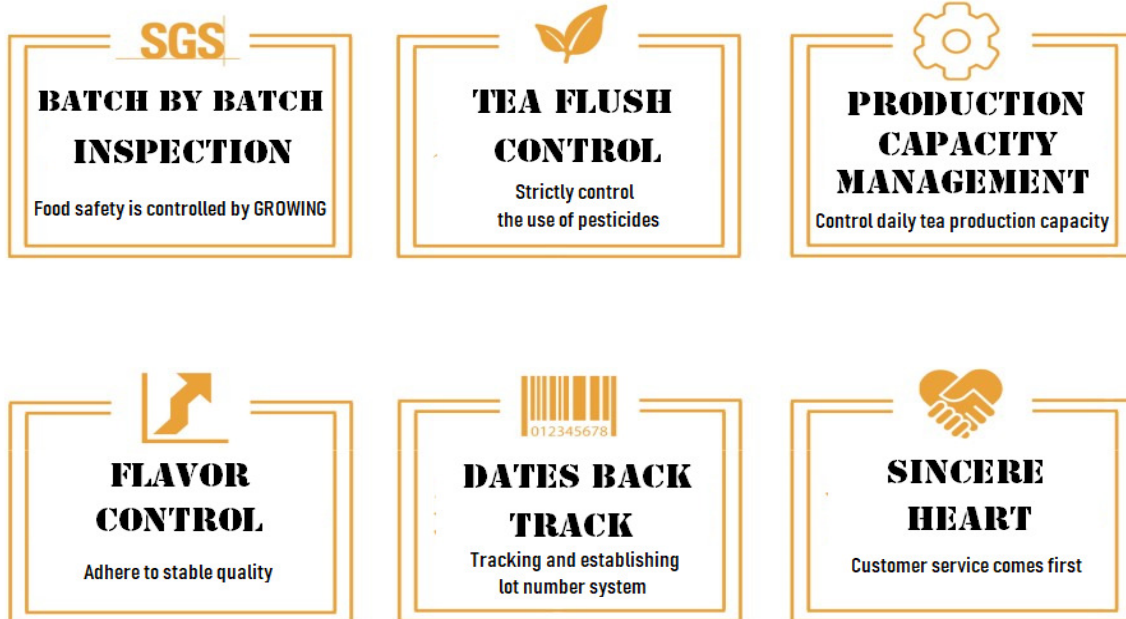 SGS
BATCH BY BATCH
INSPECTION
Food safety is controlled by GROWING
TEA FLUSH
CONTROL
Strictly control
the use of pesticides
PRODUCTION
CAPACITY
MANAGEMENT
Control daily tea production capacity
FLAVOR
CONTROL
Adhere to stable quality
012345678
DATES BACK
TRACK
Tracking and establishing
lot number system
SINCERE
HEART
Customer service comes first